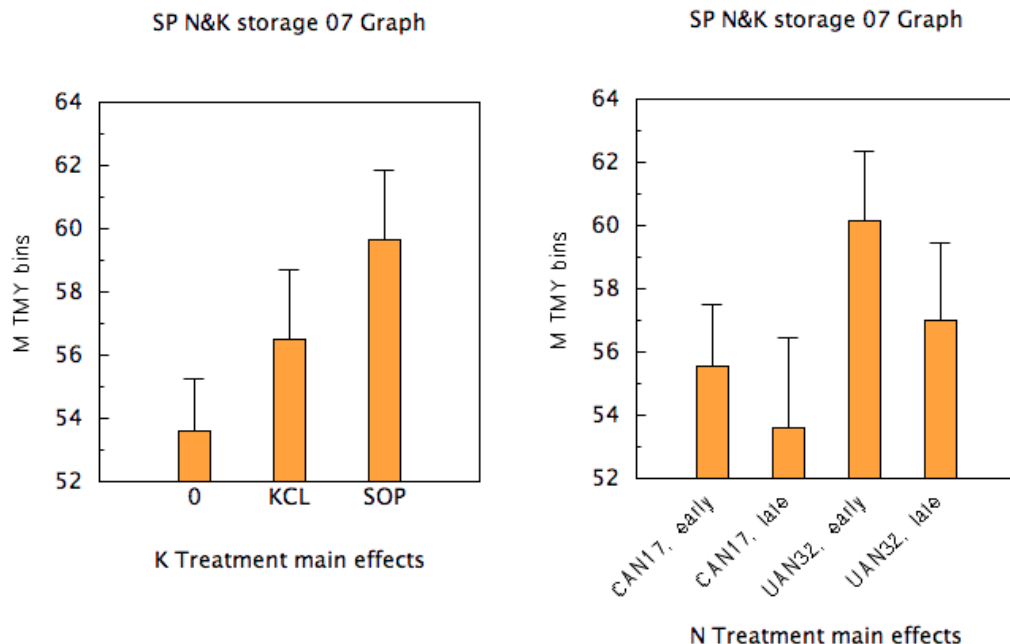 SP N&K storage 07 Graph
64
62
60
58
56
54
52
M TMY bins
0 KCL SOP
K Treatment main effects
SP N&K storage 07 Graph
64
62
60
58
56
54
52
M TMY bins
CAN17, early
CAN17, late
UAN32, early
UAN32, late
N Treatment main effects